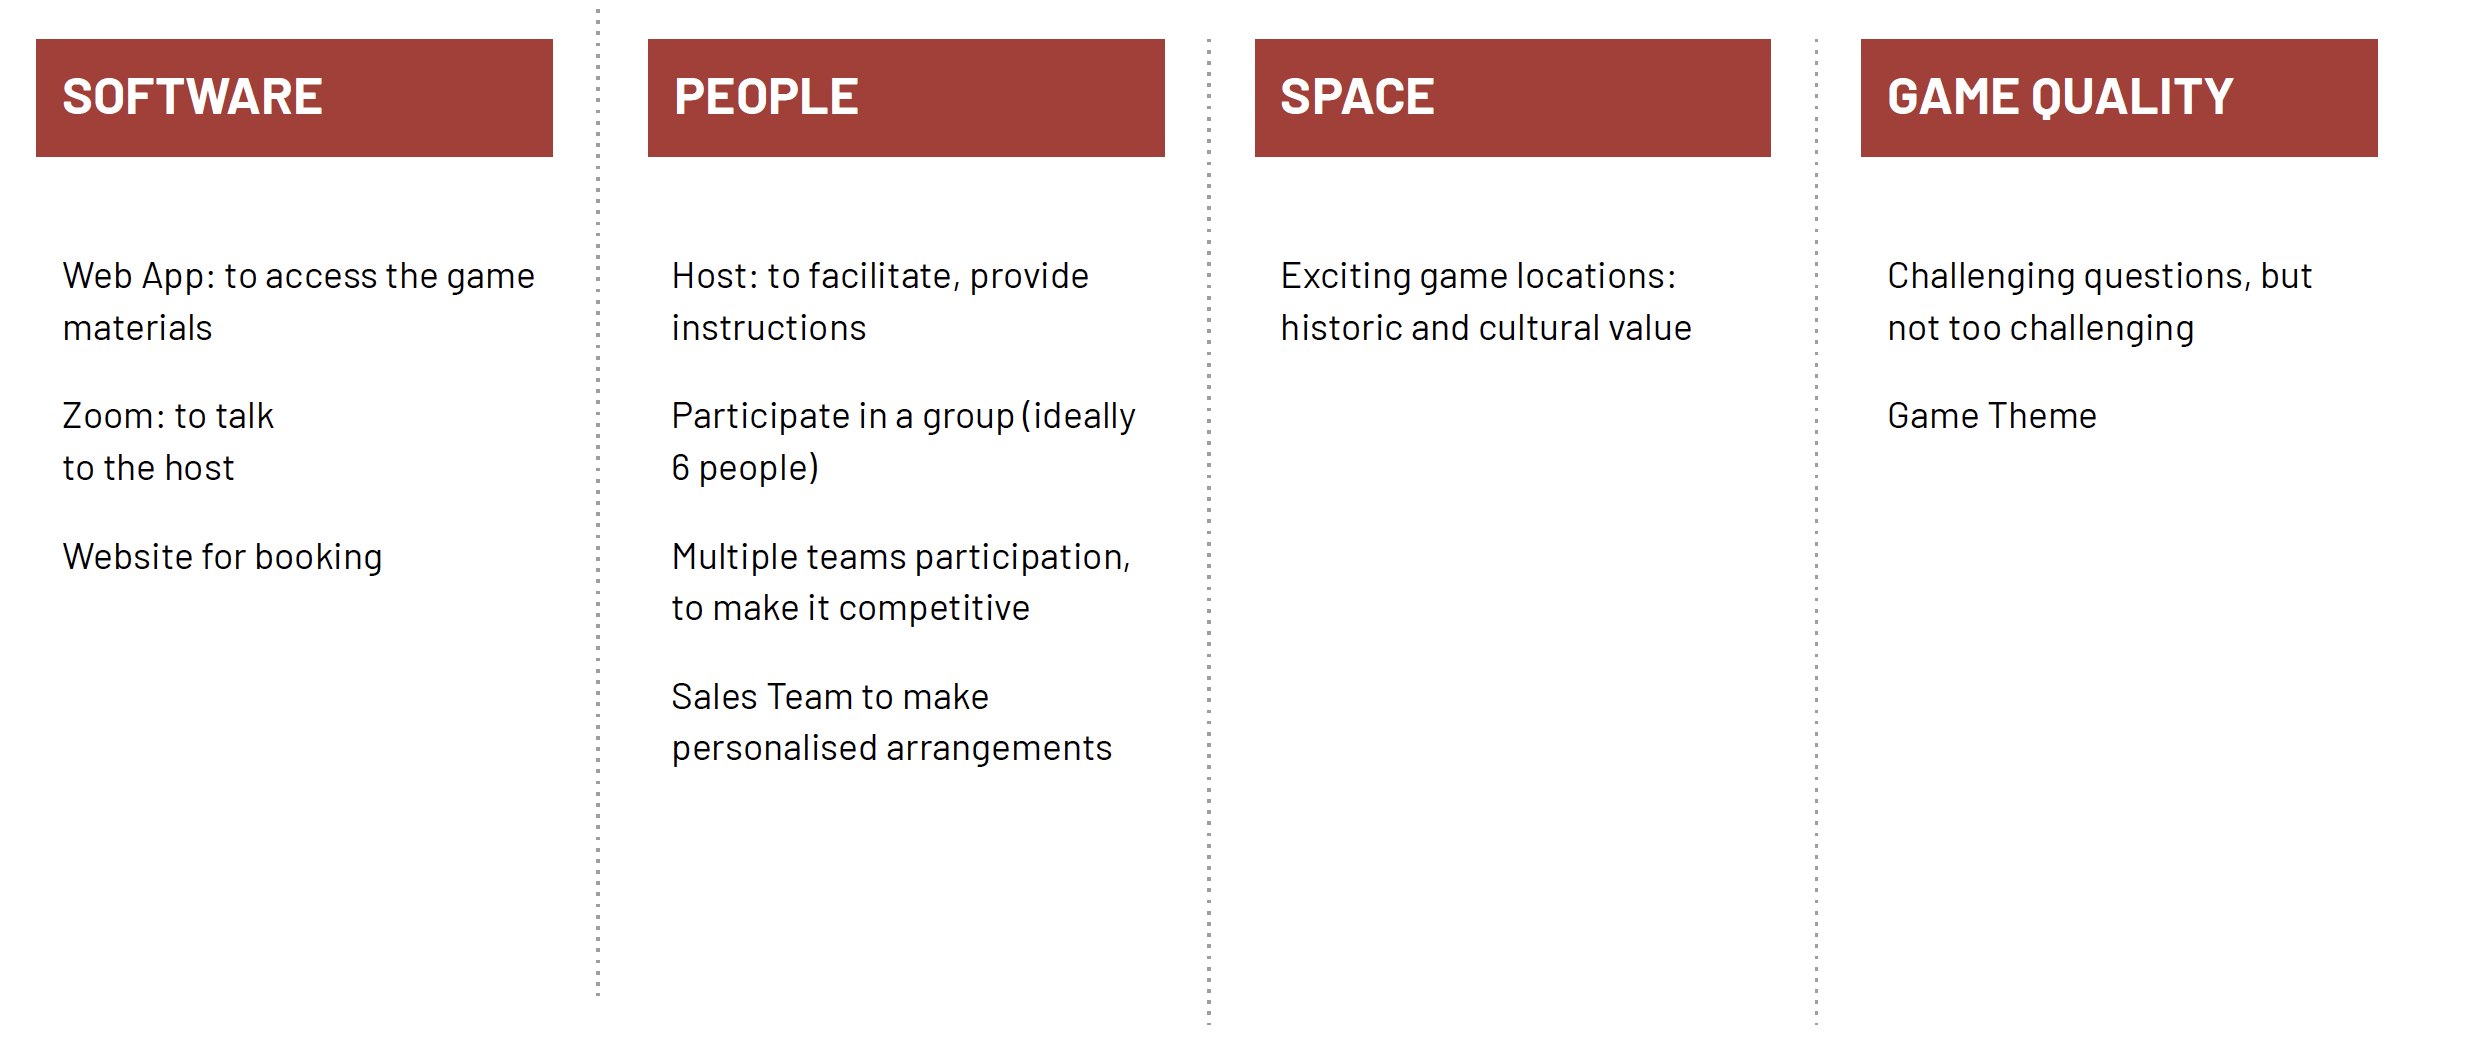 SOFTWARE
Web App: to access the game
materials
Zoom: to talk
to the host
Website for booking
PEOPLE
Host: to facilitate, provide
instructions
Participate in a group (ideally
6 people)
Multiple teams participation,
to make it competitive
Sales Team to make
personalised arrangements
SPACE
Exciting game locations:
historic and cultural value
GAME QUALITY
Challenging questions, but
not too challenging
Game Theme